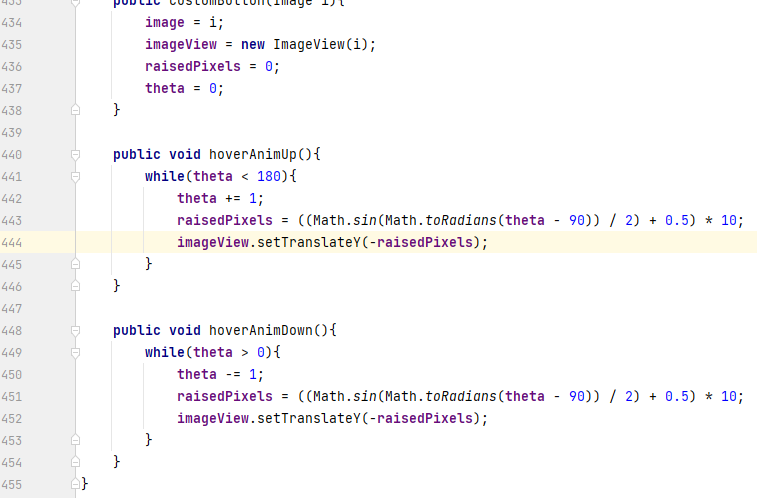 433 public customButton(Image i){
434 image = i;
435 imageView = new ImageView(i);
436 raisedPixels = 0;
437 theta = 0;
438 }
439
440 public void hoverAnimUp(){
441 while(theta < 180){
442 theta += 1;
443 raisedPixels = ((Math.sin(Math.toRadians(theta - 90)) / 2) + 0.5) * 10;
444 imageView.setTranslateY(-raisedPixels);
445 }
446 }
447
448 public void hoverAnimDown(){
449 while(theta > 0){
450 theta -= 1;
451 raisedPixels = ((Math.sin(Math.toRadians(theta - 90)) / 2) + 0.5) * 10;
452 imageView.setTranslateY(-raisedPixels);
453 }
454 }
455 }